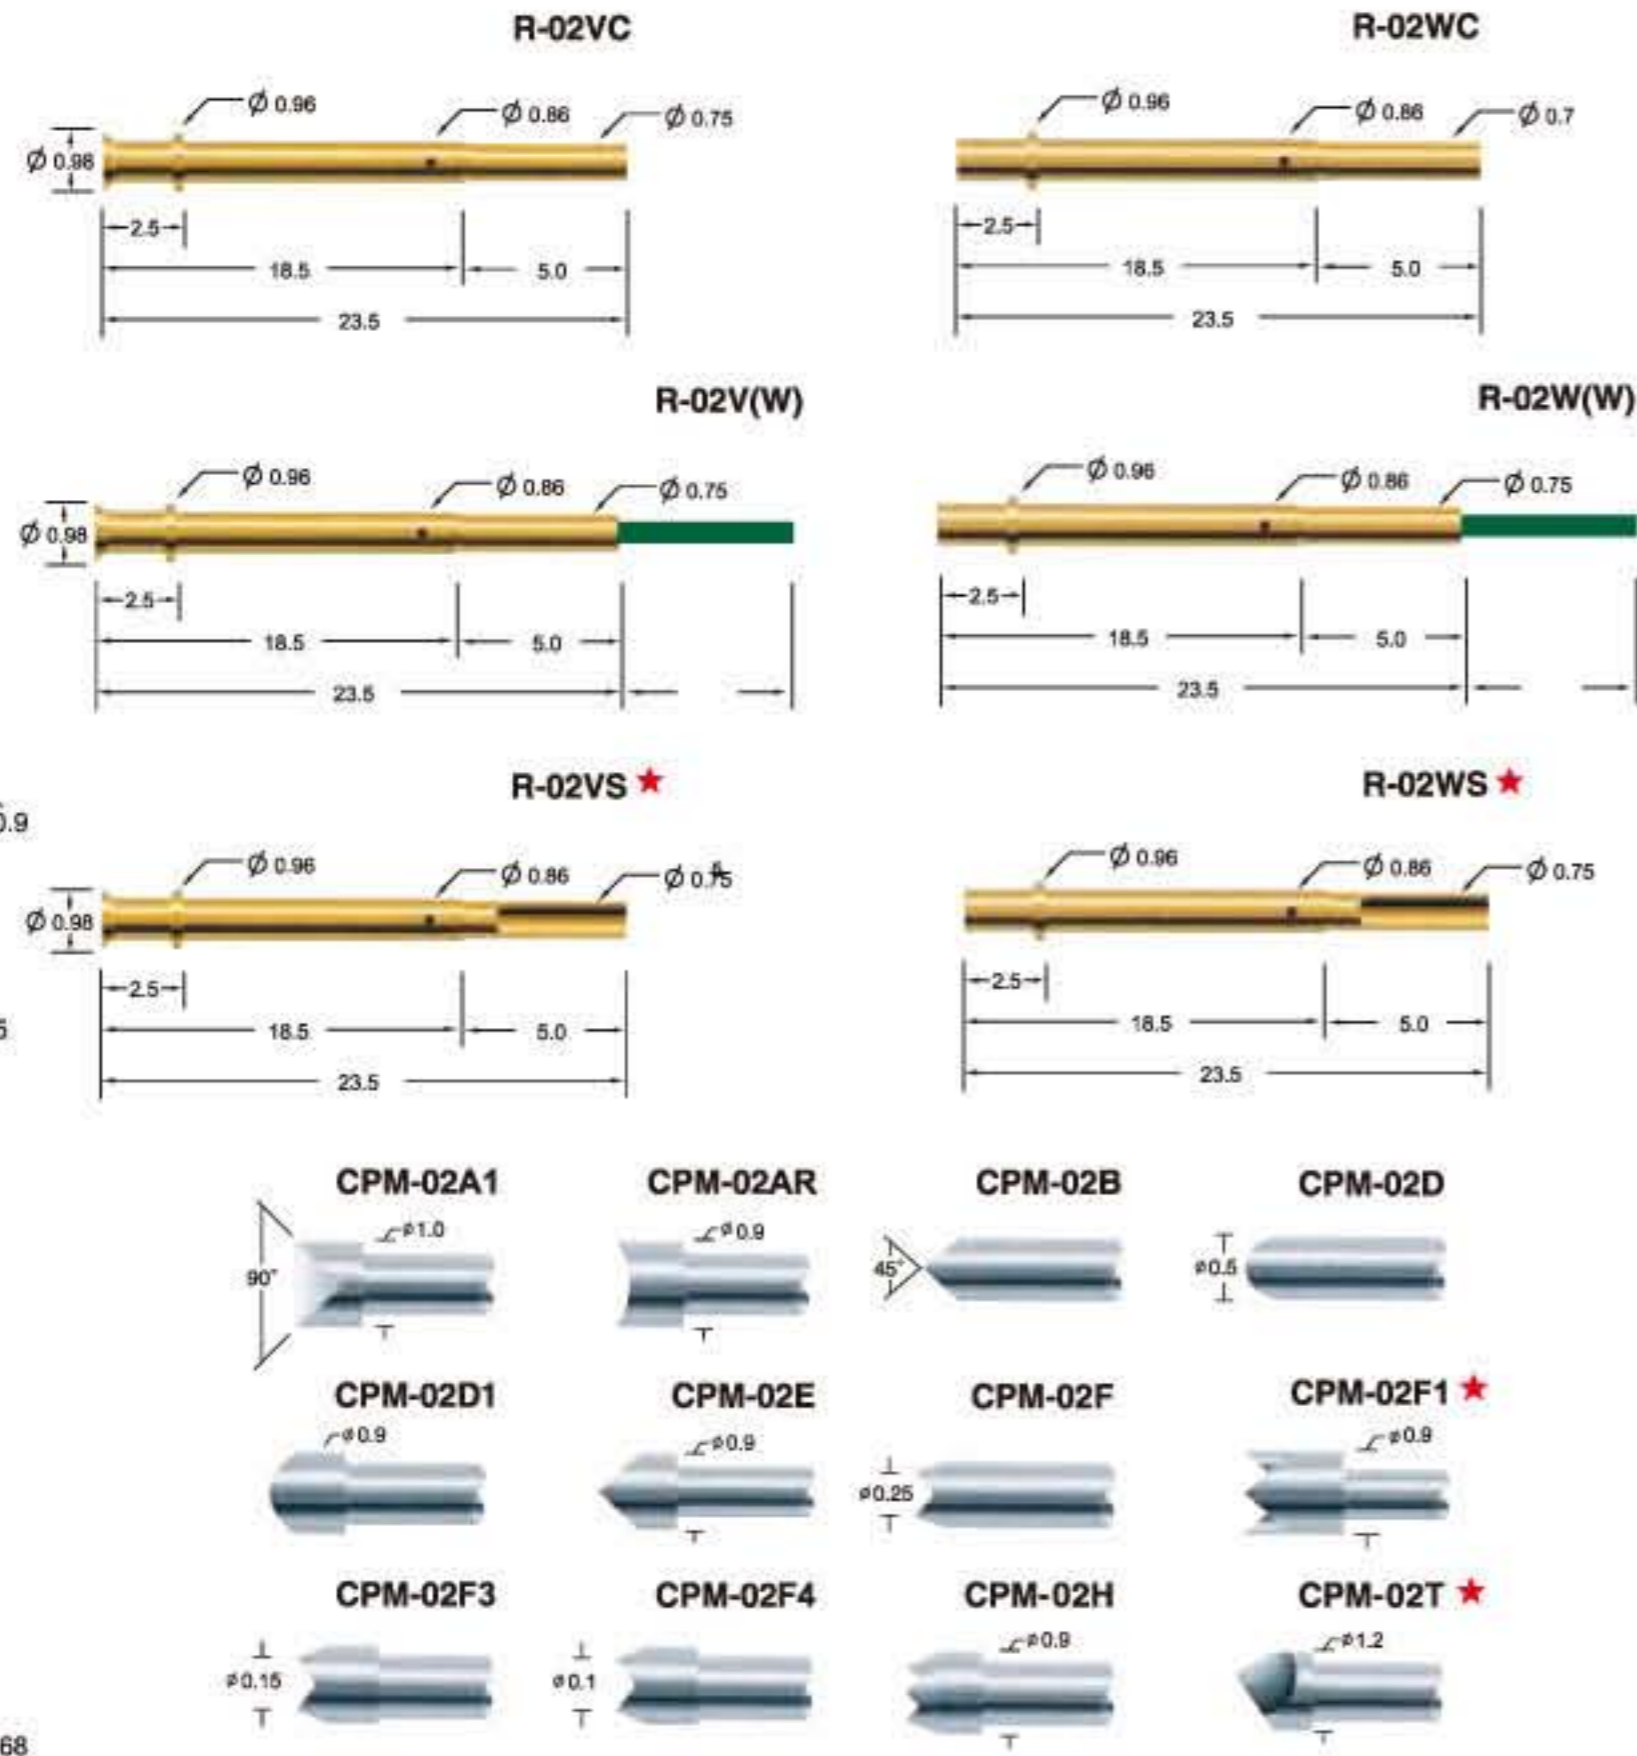 R-02VC R-02WC
Ø 0.96 Ø 0.86 Ø 0.75 Ø 0.96 Ø 0.86 Ø 0.7
Ø 0.98
2.5 2.5
18.5 5.0 18.5 5.0
23.5 23.5
R-02V(W) R-02W(W)
Ø 0.96 Ø 0.86 Ø 0.75 Ø 0.96 Ø 0.86 Ø 0.75
Ø 0.98
2.5 2.5
18.5 5.0 18.5 5.0
23.5 23.5
R-02VS ★ R-02WS ★
0.9
Ø 0.96 Ø 0.86 Ø 0.75 Ø 0.96 Ø 0.86 Ø 0.75
Ø 0.98
2.5 2.5
18.5 5.0 18.5 5.0
23.5 23.5
CPM-02A1 CPM-02AR CPM-02B CPM-02D
90° ø1.0 ø0.9 45° ø0.5
CPM-02D1 CPM-02E CPM-02F CPM-02F1 ★
ø0.9 ø0.9 ø0.25 ø0.9
CPM-02F3 CPM-02F4 CPM-02H CPM-02T ★
ø0.15 ø0.1 ø0.9 ø1.2
68